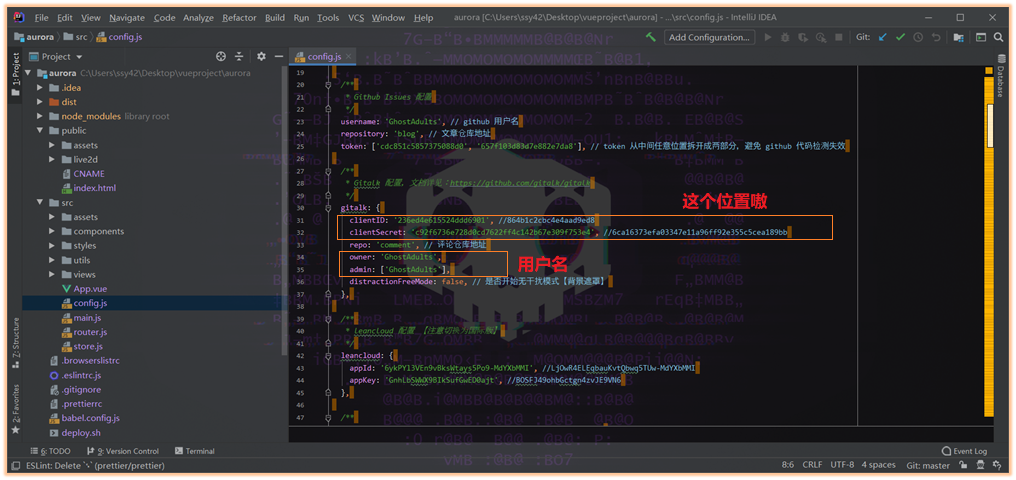 File Edit View Navigate Code Analyze Refactor Build Run Tools VCS Window Help aurora [C:\Users\ssy42\Desktop\vueproject\aurora] - ...\src\config.js - IntelliJ IDEA
aurora src config.js Add Configuration... Git:
1: Project
Z: Structure
2: Favorites
Database
Project
aurora C:\Users\ssy42\Desktop\vueproject\aurora
.idea
dist
node_modules library root
public
assets
live2d
CNAME
index.html
src
assets
components
styles
utils
views
App.vue
config.js
main.js
router.js
store.js
.browserslistrc
.eslintrc.js
.gitignore
.prettierrc
babel.config.js
deploy.sh
config.js
19
20 /**
21 * Github Issues 配置
22 */
23 username: 'GhostAdults', // github 用户名
24 repository: 'blog', // 文章仓库地址
25 token: ['cdc851c5857375088d0', '657f103d03d7e882e7da8'], // token 从中间任意位置拆开成两部分，避免 github 代码检测失效
26
27 /**
28 * Gitalk 配置，文档详见：https://github.com/gitalk/gitalk
29 */
30 gitalk: {
31 clientID: '236ed4e615524ddd6901', //864b1c2cbc4e4aad9ed8
32 clientSecret: 'c92f6736e728d0cd7622ff4c142b67e309f753e4', //6ca16373efa03347e11a96ff92e355c5cea189bb
这个位置嗷
33 repo: 'comment', // 评论仓库地址
34 owner: 'GhostAdults',
35 admin: ['GhostAdults'],
用户名
36 distractionFreeMode: false, // 是否开始无干扰模式【背景遮罩】
37 },
38
39 /**
40 * Leancloud 配置 【注意切换为国际版】
41 */
42 leancloud: {
43 appId: '6ykPYl3VEn9vBksWtays5Po9-MdYXbMMI', //LjOwR4ELEqbauKvtObwq5TUw-MdYXbMMI
44 appKey: 'GnhLbSWWX98IkSufGwED0ajt', //BOSFJ49ohbGctgn4zvJE9VN6
45 },
46
47 /**
6: TODO 9: Version Control Terminal Event Log
ESLint: Delete `·` (prettier/prettier) 8:6 CRLF UTF-8 4 spaces Git: master